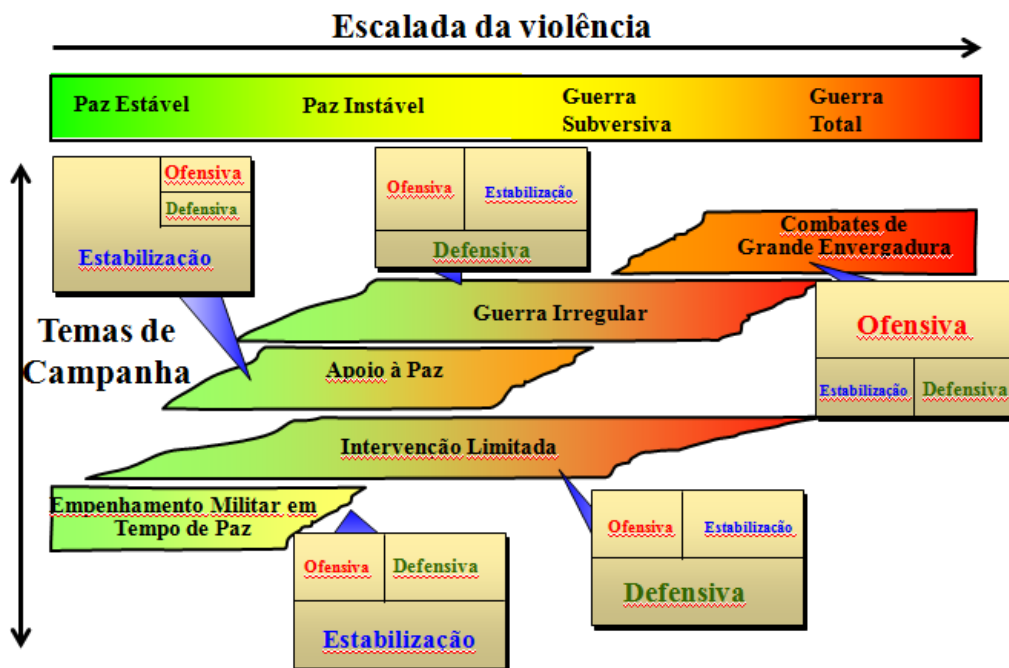 Escalada da violência
Paz Estável
Paz Instável
Guerra
Subversiva
Guerra
Total
Ofensiva
Defensiva
Estabilização
Ofensiva
Estabilização
Defensiva
Combates de
Grande Envergadura
Guerra Irregular
Ofensiva
Estabilização
Defensiva
Temas de
Campanha
Apoio à Paz
Intervenção Limitada
Empenhamento Militar em
Tempo de Paz
Ofensiva
Defensiva
Estabilização
Ofensiva
Estabilização
Defensiva